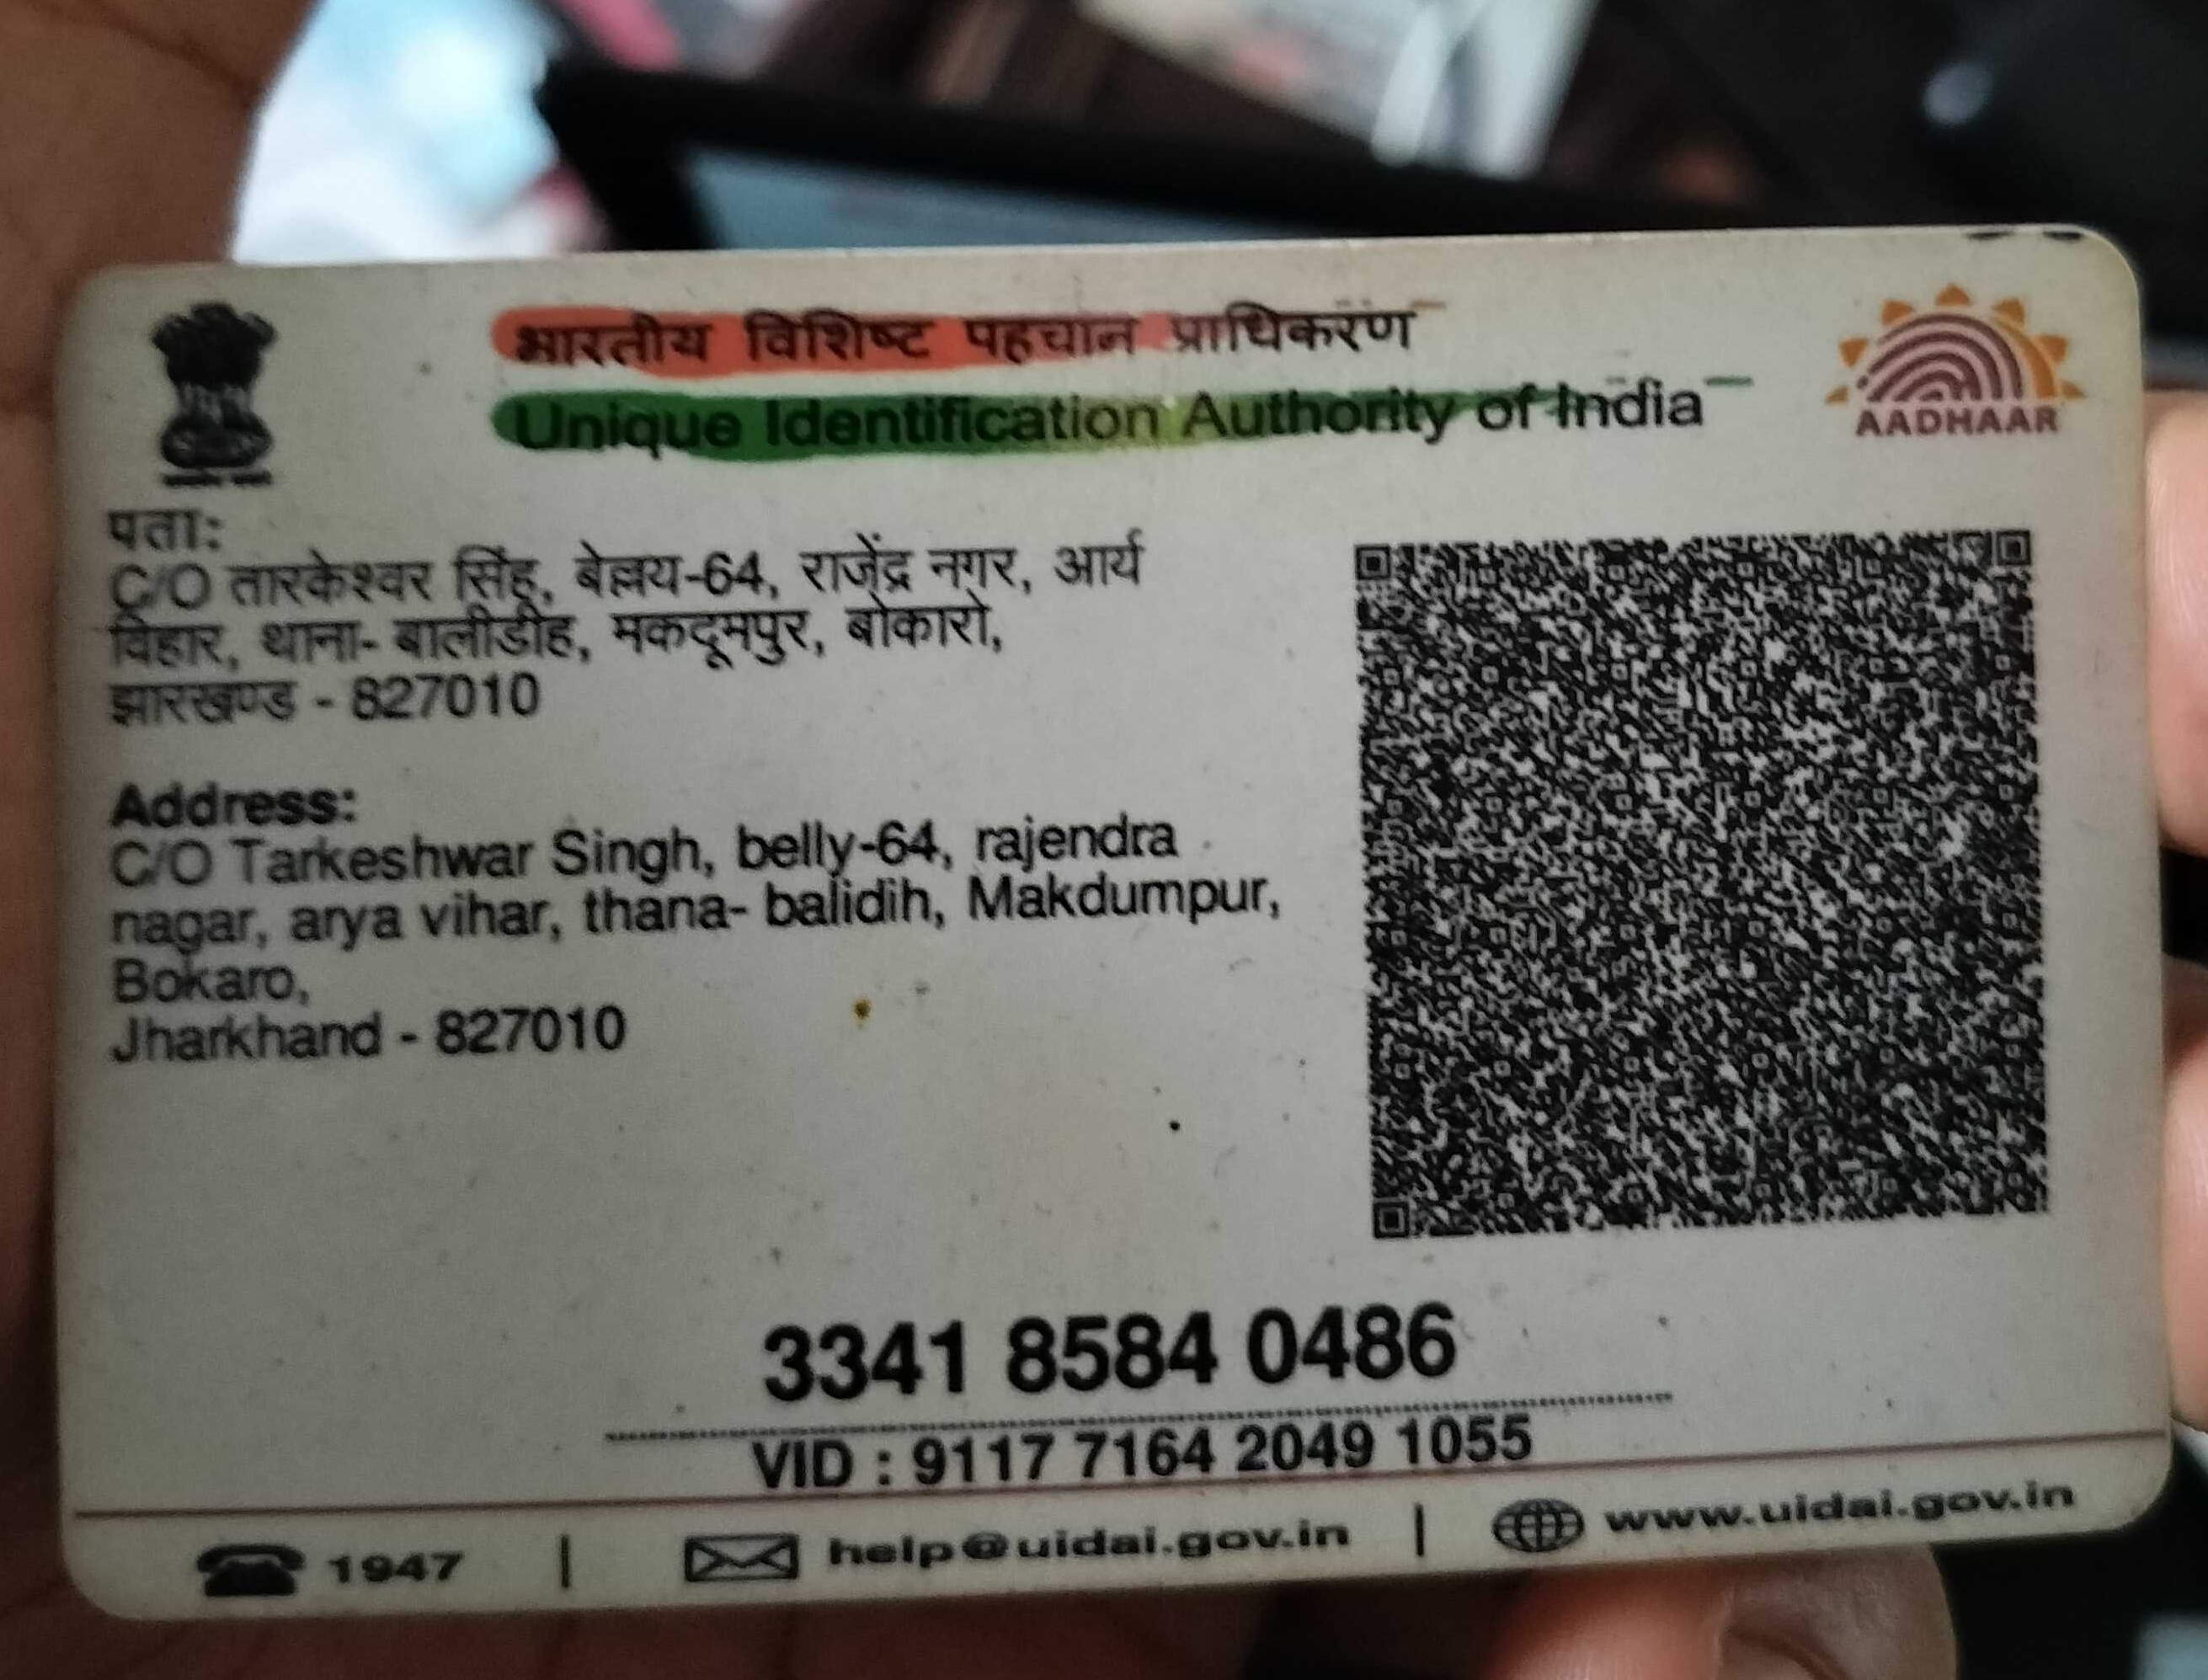 भारतीय विशिष्ट पहचान प्राधिकरण
Unique Identification Authority of India
AADHAAR
पता:
C/O तारकेश्वर सिंह, बेल्लय-64, राजेंद्र नगर, आर्य
विहार, थाना- बालीडीह, मकदूमपुर, बोकारो,
झारखण्ड - 827010
Address:
C/O Tarkeshwar Singh, belly-64, rajendra
nagar, arya vihar, thana- balidih, Makdumpur,
Bokaro,
Jharkhand - 827010
3341 8584 0486
VID : 9117 7164 2049 1055
1947 | help@uidai.gov.in | www.uidai.gov.in